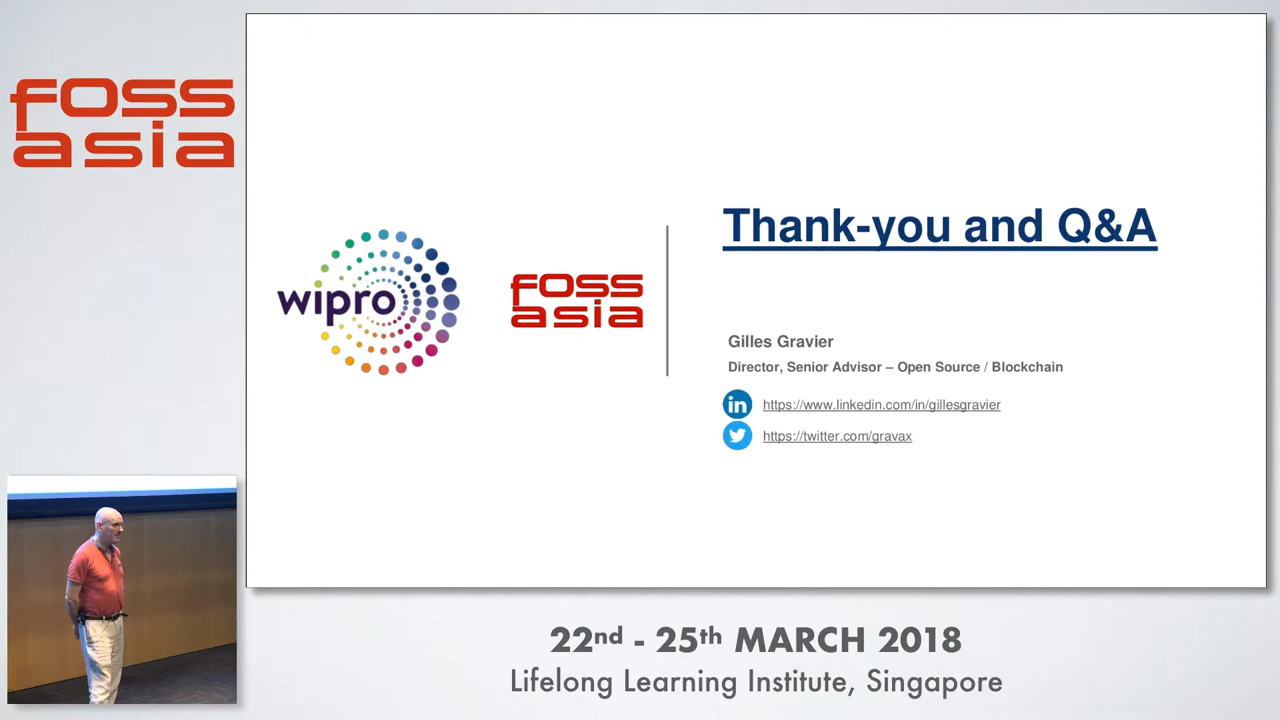 foss
asia
wipro
foss
asia
Thank-you and Q&A
Gilles Gravier
Director, Senior Advisor – Open Source / Blockchain
in https://www.linkedin.com/in/gillesgravier
https://twitter.com/gravax
22nd - 25th MARCH 2018
Lifelong Learning Institute, Singapore